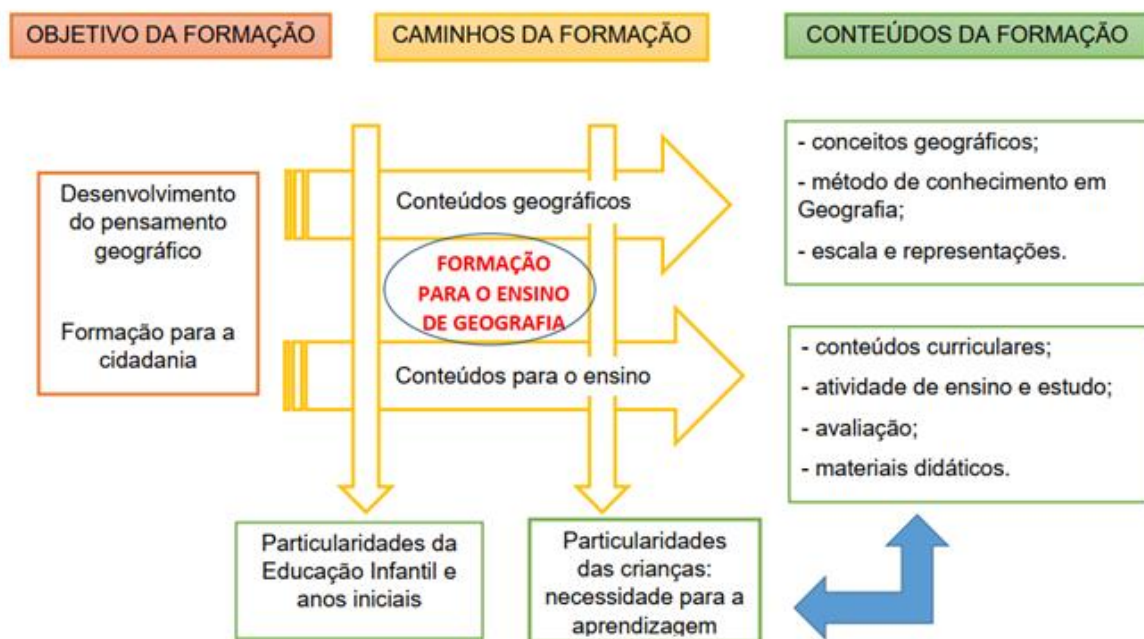 OBJETIVO DA FORMAÇÃO
CAMINHOS DA FORMAÇÃO
CONTEÚDOS DA FORMAÇÃO
Desenvolvimento
do pensamento
geográfico
Formação para a
cidadania
Conteúdos geográficos
FORMAÇÃO
PARA O ENSINO
DE GEOGRAFIA
Conteúdos para o ensino
- conceitos geográficos;
- método de conhecimento em
Geografia;
- escala e representações.
- conteúdos curriculares;
- atividade de ensino e estudo;
- avaliação;
- materiais didáticos.
Particularidades da
Educação Infantil e
anos iniciais
Particularidades
das crianças:
necessidade para a
aprendizagem